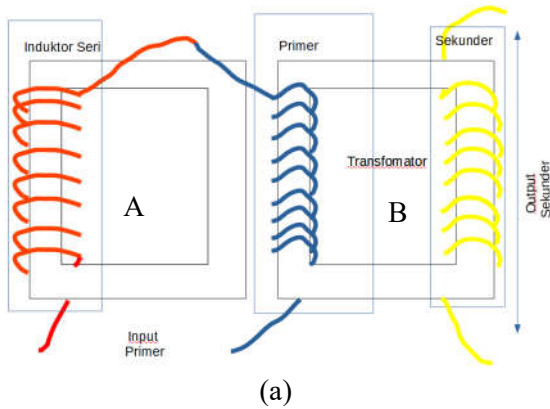 Induktor Seri
Primer
Sekunder
A
Transfomator
B
Output
Sekunder
Input
Primer
(a)